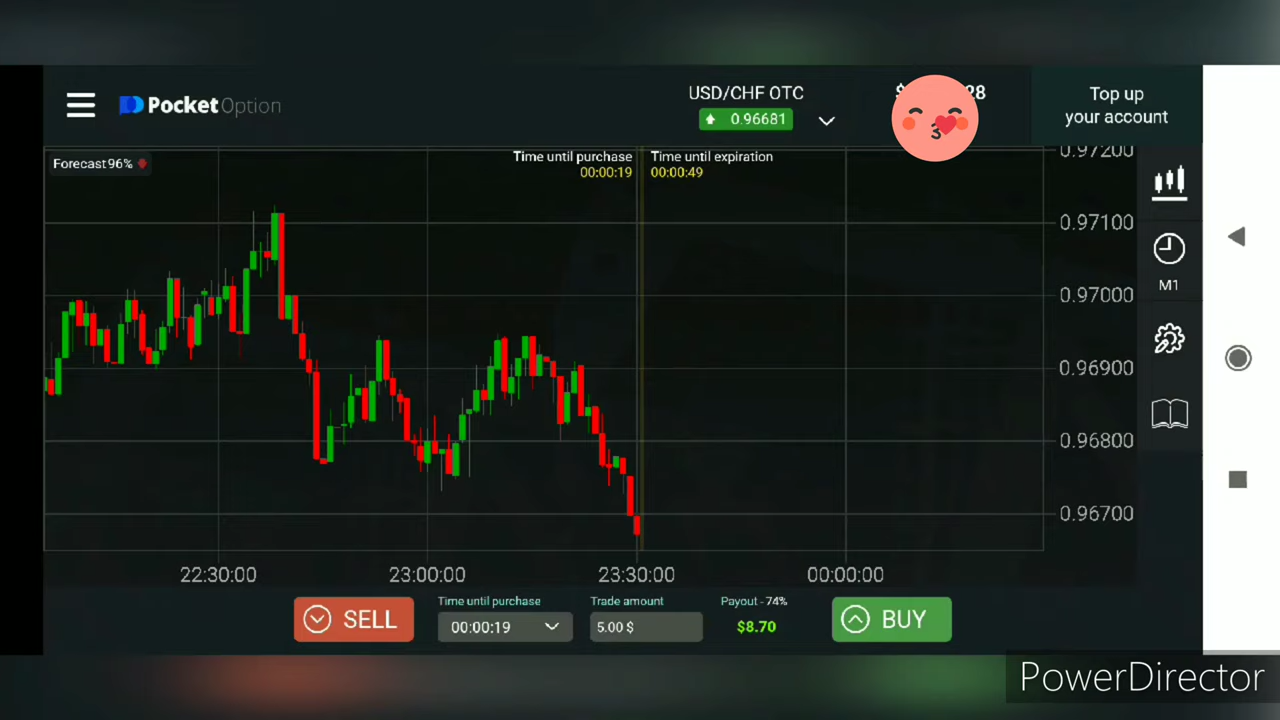 PocketOption
USD/CHF OTC
0.96681
28
Top up
your account
Forecast 96%
Time until purchase
00:00:19
Time until expiration
00:00:49
0.97200
0.97100
0.97000
0.96900
0.96800
0.96700
M1
22:30:00
23:00:00
23:30:00
00:00:00
SELL
Time until purchase
00:00:19
Trade amount
5.00 $
Payout - 74%
$8.70
BUY
PowerDirector